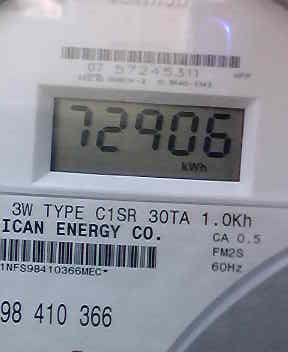 07 57245311
72906
kWh
3W TYPE C1SR 30TA 1.0Kh
ICAN ENERGY CO.
CA 0.5
FM2S
1NFS98410366MEC*
60Hz
98 410 366